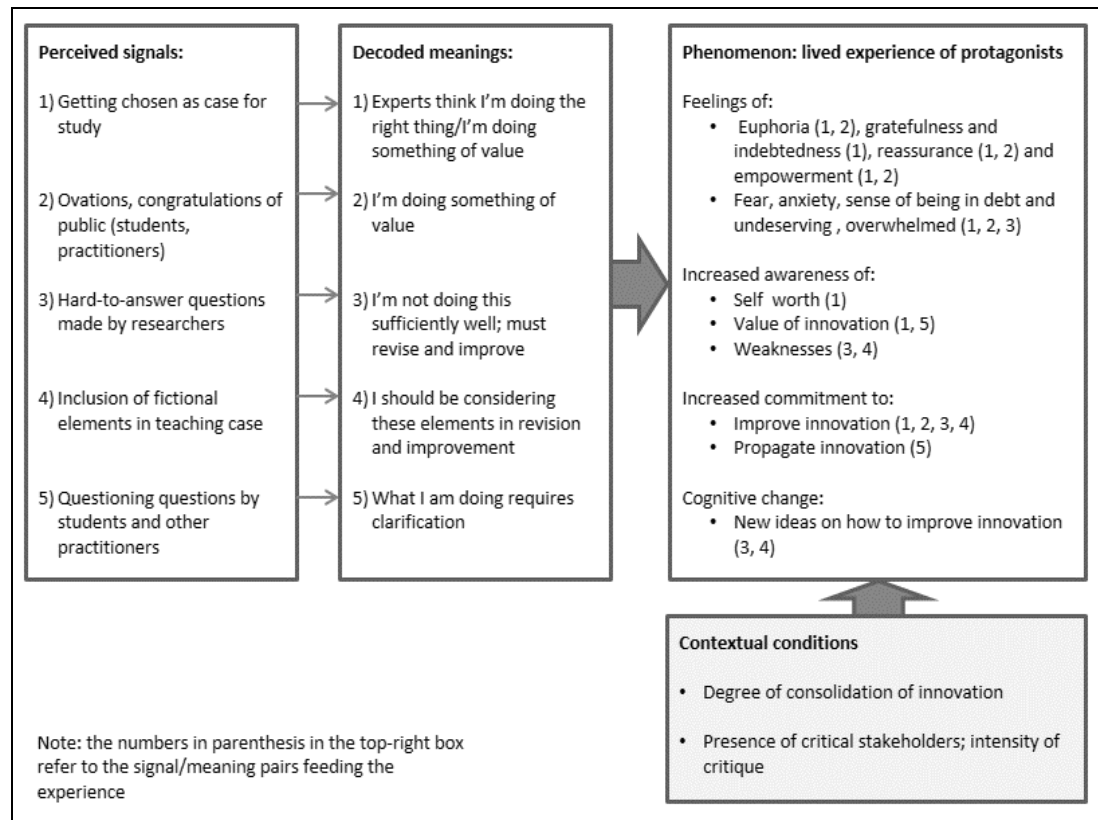 Perceived signals:
1) Getting chosen as case for
study
2) Ovations, congratulations of
public (students,
practitioners)
3) Hard-to-answer questions
made by researchers
4) Inclusion of fictional
elements in teaching case
5) Questioning questions by
students and other
practitioners
Decoded meanings:
1) Experts think I'm doing the
right thing/I'm doing
something of value
2) I'm doing something of
value
3) I'm not doing this
sufficiently well; must
revise and improve
4) I should be considering
these elements in revision
and improvement
5) What I am doing requires
clarification
Phenomenon: lived experience of protagonists
Feelings of:
• Euphoria (1, 2), gratefulness and
indebtedness (1), reassurance (1, 2) and
empowerment (1, 2)
• Fear, anxiety, sense of being in debt and
undeserving , overwhelmed (1, 2, 3)
Increased awareness of:
• Self worth (1)
• Value of innovation (1, 5)
• Weaknesses (3, 4)
Increased commitment to:
• Improve innovation (1, 2, 3, 4)
• Propagate innovation (5)
Cognitive change:
• New ideas on how to improve innovation
(3, 4)
Contextual conditions
• Degree of consolidation of innovation
• Presence of critical stakeholders; intensity of
critique
Note: the numbers in parenthesis in the top-right box
refer to the signal/meaning pairs feeding the
experience